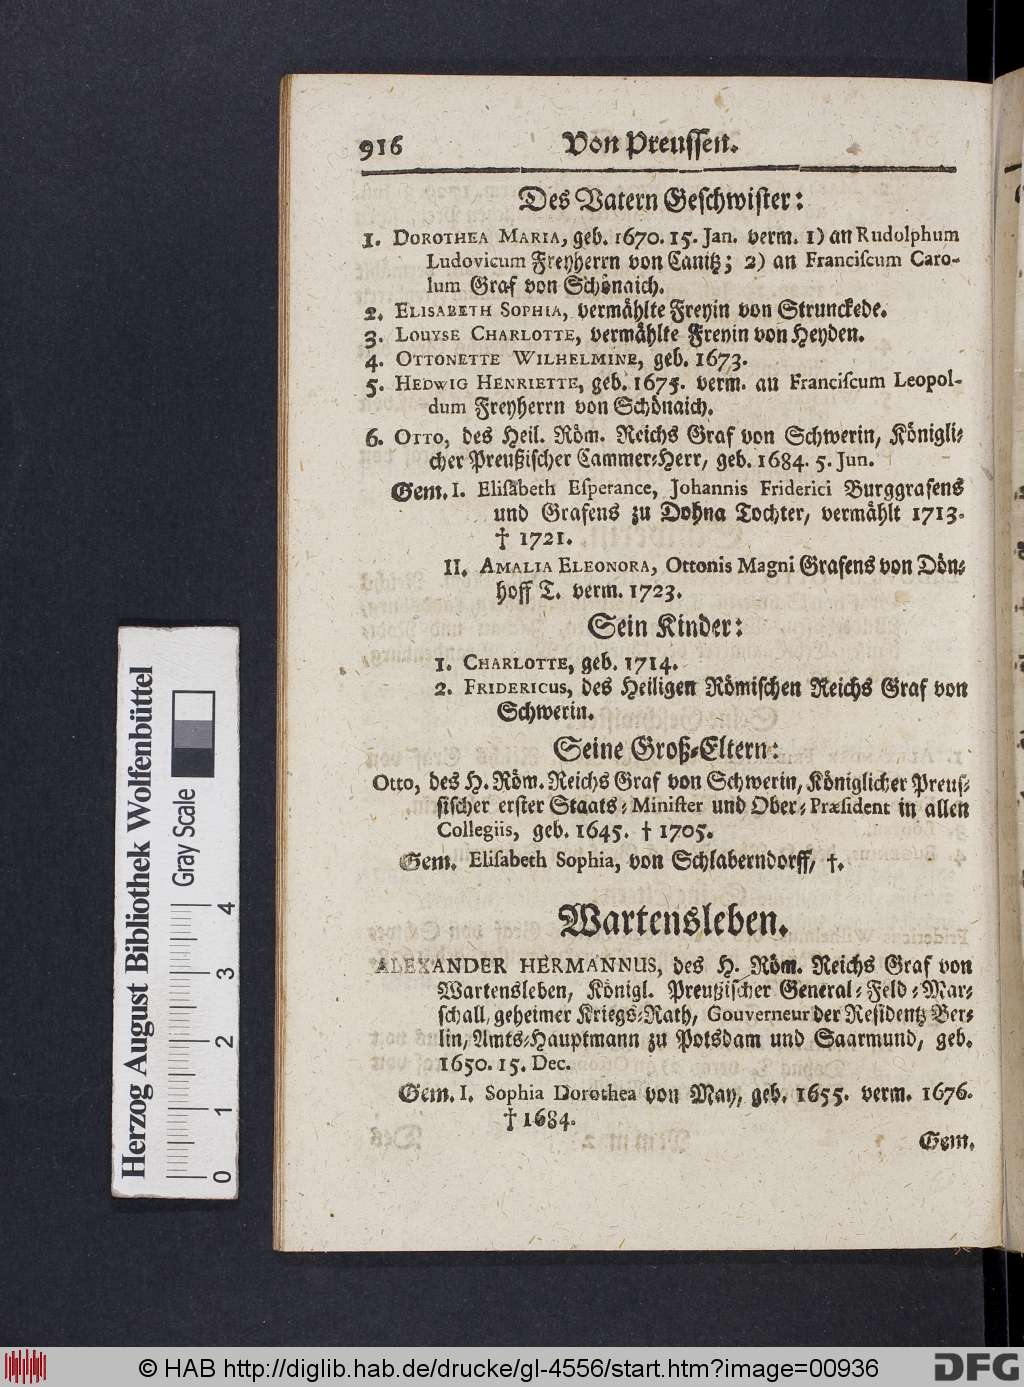 916 Von Preussen.
Des Vatern Geschwister:
1. DOROTHEA MARIA, geb. 1670. 15. Jan. verm. 1) an Rudolphum
Ludovicum Freyherrn von Canitz; 2) an Franciscum Caro-
lum Graf von Schönaich.
2. ELISABETH SOPHIA, vermählte Freyin von Strunckede.
3. LOUYSE CHARLOTTE, vermählte Freyin von Heyden.
4. OTTONETTE WILHELMINE, geb. 1673.
5. HEDWIG HENRIETTE, geb. 1675. verm. an Franciscum Leopol-
dum Freyherrn von Schönaich.
6. OTTO, des Heil. Röm. Reichs Graf von Schwerin, Königli-
cher Preußischer Cammer-Herr, geb. 1684. 5. Jun.
Gem. I. Elisabeth Esperance, Johannis Friderici Burggrafens
und Grafens zu Dohna Tochter, vermählt 1713.
† 1721.
II. AMALIA ELEONORA, Ottonis Magni Grafens von Dön-
hoff T. verm. 1723.
Sein Kinder:
1. CHARLOTTE, geb. 1714.
2. FRIDERICUS, des Heiligen Römischen Reichs Graf von
Schwerin.
Seine Groß-Eltern:
Otto, des H. Röm. Reichs Graf von Schwerin, Königlicher Preus-
sischer erster Staats-Minister und Ober-Præsident in allen
Collegiis, geb. 1645. † 1705.
Gem. Elisabeth Sophia, von Schlaberndorff, †.
Wartensleben.
ALEXANDER HERMANNUS, des H. Röm. Reichs Graf von
Wartensleben, Königl. Preußischer General-Feld-Mar-
schall, geheimer Kriegs-Rath, Gouverneur der Residentz Ber-
lin, Amts-Hauptmann zu Potsdam und Saarmund, geb.
1650. 15. Dec.
Gem. I. Sophia Dorothea von May, geb. 1655. verm. 1676.
† 1684.
Gem.
Herzog August Bibliothek Wolfenbüttel
Gray Scale
0 1 2 3 4
© HAB http://diglib.hab.de/drucke/gl-4556/start.htm?image=00936
DFG